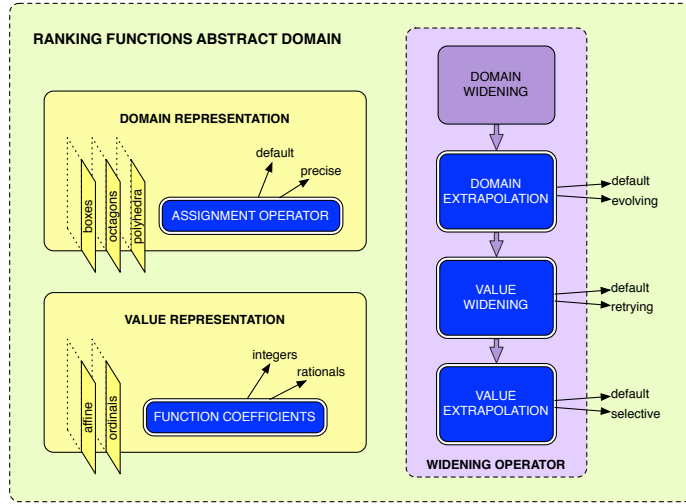 RANKING FUNCTIONS ABSTRACT DOMAIN
DOMAIN REPRESENTATION
default
precise
boxes
octagons
polyhedra
ASSIGNMENT OPERATOR
VALUE REPRESENTATION
integers
rationals
affine
ordinals
FUNCTION COEFFICIENTS
DOMAIN
WIDENING
DOMAIN
EXTRAPOLATION
default
evolving
VALUE
WIDENING
default
retrying
VALUE
EXTRAPOLATION
default
selective
WIDENING OPERATOR